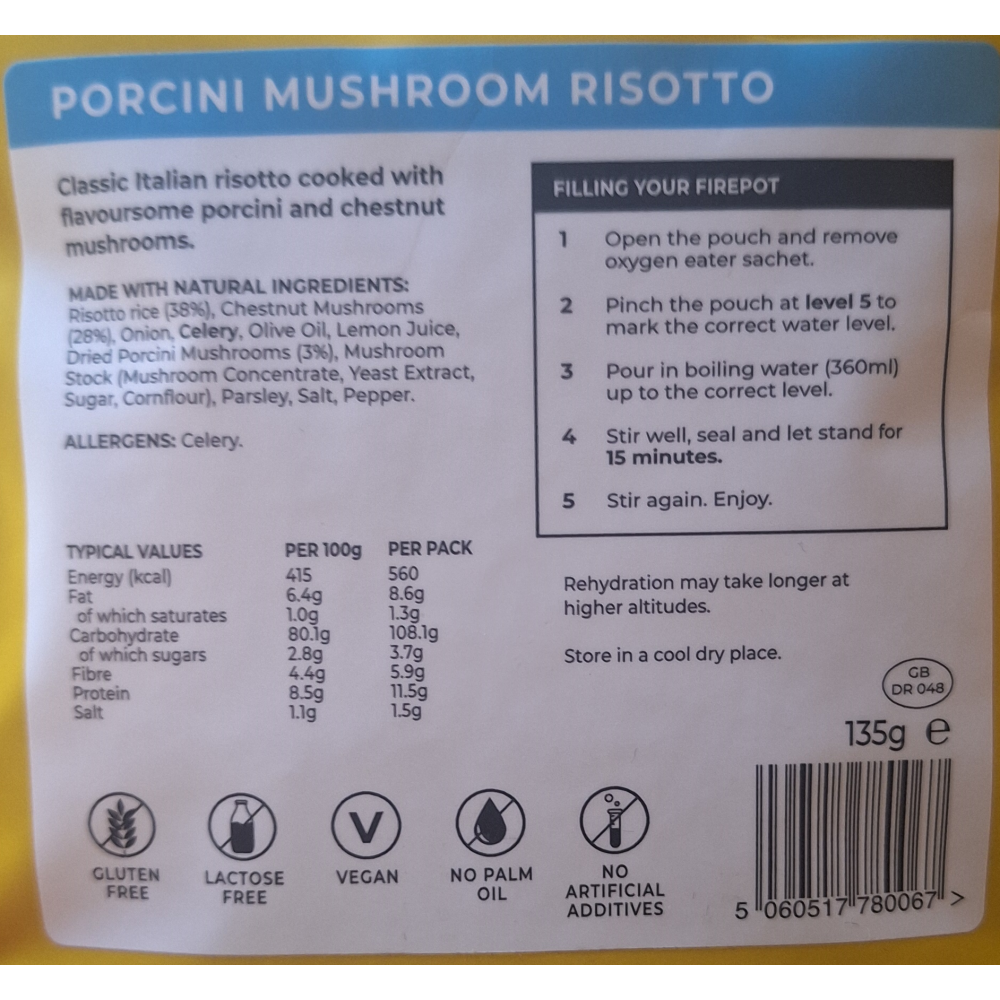 PORCINI MUSHROOM RISOTTO
Classic Italian risotto cooked with
flavoursome porcini and chestnut
mushrooms.
MADE WITH NATURAL INGREDIENTS:
Risotto rice (38%), Chestnut Mushrooms
(28%), Onion, Celery, Olive Oil, Lemon Juice,
Dried Porcini Mushrooms (3%), Mushroom
Stock (Mushroom Concentrate, Yeast Extract,
Sugar, Cornflour), Parsley, Salt, Pepper.
ALLERGENS: Celery.
TYPICAL VALUES PER 100g PER PACK
Energy (kcal) 415 560
Fat 6.4g 8.6g
of which saturates 1.0g 1.3g
Carbohydrate 80.1g 108.1g
of which sugars 2.8g 3.7g
Fibre 4.4g 5.9g
Protein 8.5g 11.5g
Salt 1.1g 1.5g
FILLING YOUR FIREPOT
1 Open the pouch and remove
oxygen eater sachet.
2 Pinch the pouch at level 5 to
mark the correct water level.
3 Pour in boiling water (360ml)
up to the correct level.
4 Stir well, seal and let stand for
15 minutes.
5 Stir again. Enjoy.
Rehydration may take longer at
higher altitudes.
Store in a cool dry place.
GB
DR 048
135g e
GLUTEN
FREE
LACTOSE
FREE
V
VEGAN
NO PALM
OIL
NO
ARTIFICIAL
ADDITIVES
5 060517 780067 >